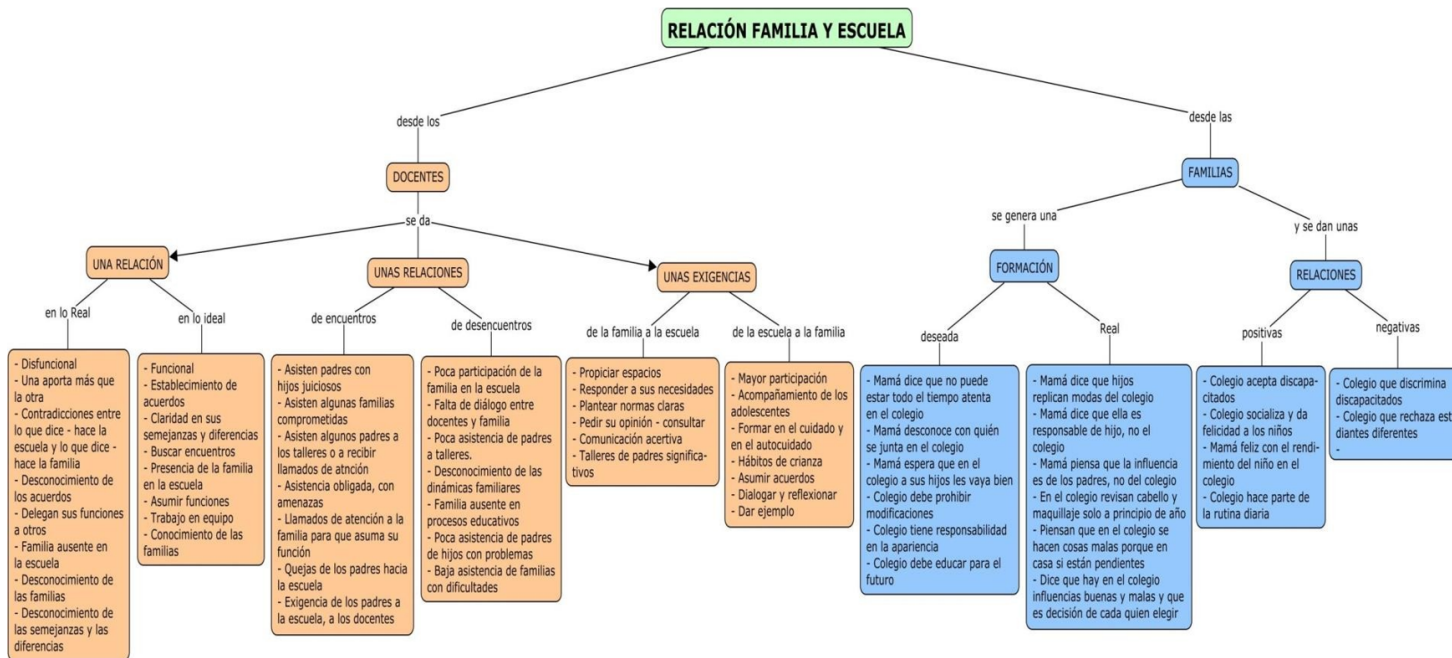 RELACIÓN FAMILIA Y ESCUELA
desde los
desde las
DOCENTES
FAMILIAS
se da
se genera una
y se dan unas
UNA RELACIÓN
UNAS RELACIONES
UNAS EXIGENCIAS
FORMACIÓN
RELACIONES
en lo Real
en lo ideal
de encuentros
de desencuentros
de la familia a la escuela
de la escuela a la familia
deseada
Real
positivas
negativas
- Disfuncional
- Una aporta más que
la otra
- Contradicciones entre
lo que dice - hace la
escuela y lo que dice -
hace la familia
- Desconocimiento de
los acuerdos
- Delegan sus funciones
a otros
- Familia ausente en
la escuela
- Desconocimiento de
las familias
- Desconocimiento de
las semejanzas y las
diferencias
- Funcional
- Establecimiento de
acuerdos
- Claridad en sus
semejanzas y diferencias
- Buscar encuentros
- Presencia de la familia
en la escuela
- Asumir funciones
- Trabajo en equipo
- Conocimiento de las
familias
- Asisten padres con
hijos juiciosos
- Asisten algunas familias
comprometidas
- Asisten algunos padres a
los talleres o a recibir
llamados de atnción
- Asistencia obligada, con
amenazas
- Llamados de atención a la
familia para que asuma su
función
- Quejas de los padres hacia
la escuela
- Exigencia de los padres a
la escuela, a los docentes
- Poca participación de la
familia en la escuela
- Falta de diálogo entre
docentes y familia
- Poca asistencia de padres
a talleres.
- Desconocimiento de las
dinámicas familiares
- Familia ausente en
procesos educativos
- Poca asistencia de padres
de hijos con problemas
- Baja asistencia de familias
con dificultades
- Propiciar espacios
- Responder a sus necesidades
- Plantear normas claras
- Pedir su opinión - consultar
- Comunicación acertiva
- Talleres de padres significa-
tivos
- Mayor participación
- Acompañamiento de los
adolescentes
- Formar en el cuidado y en
el autocuidado
- Hábitos de crianza
- Asumir acuerdos
- Dialogar y reflexionar
- Dar ejemplo
- Mamá dice que no puede
estar todo el tiempo atenta
en el colegio
- Mamá desconoce con quién
se junta en el colegio
- Mamá espera que en el
colegio a sus hijos les vaya bien
- Colegio debe prohibir
modificaciones
- Colegio tiene responsabilidad
en la apariencia
- Colegio debe educar para el
futuro
- Mamá dice que hijos
replican modas del colegio
- Mamá dice que ella es
responsable de hijo, no el
colegio
- Mamá piensa que la influencia
es de los padres, no del colegio
- En el colegio revisan cabello y
maquillaje solo a principio de año
- Piensan que en el colegio se
hacen cosas malas porque en
casa si están pendientes
- Dice que hay en el colegio
influencias buenas y malas y que
es decisión de cada quien elegir
- Colegio acepta discapa-
citados
- Colegio socializa y da
felicidad a los niños
- Mamá feliz con el rendi-
miento del niño en el
colegio
- Colegio hace parte de
la rutina diaria
- Colegio que discrimina
discapacitados
- Colegio que rechaza estu
diantes diferentes
-